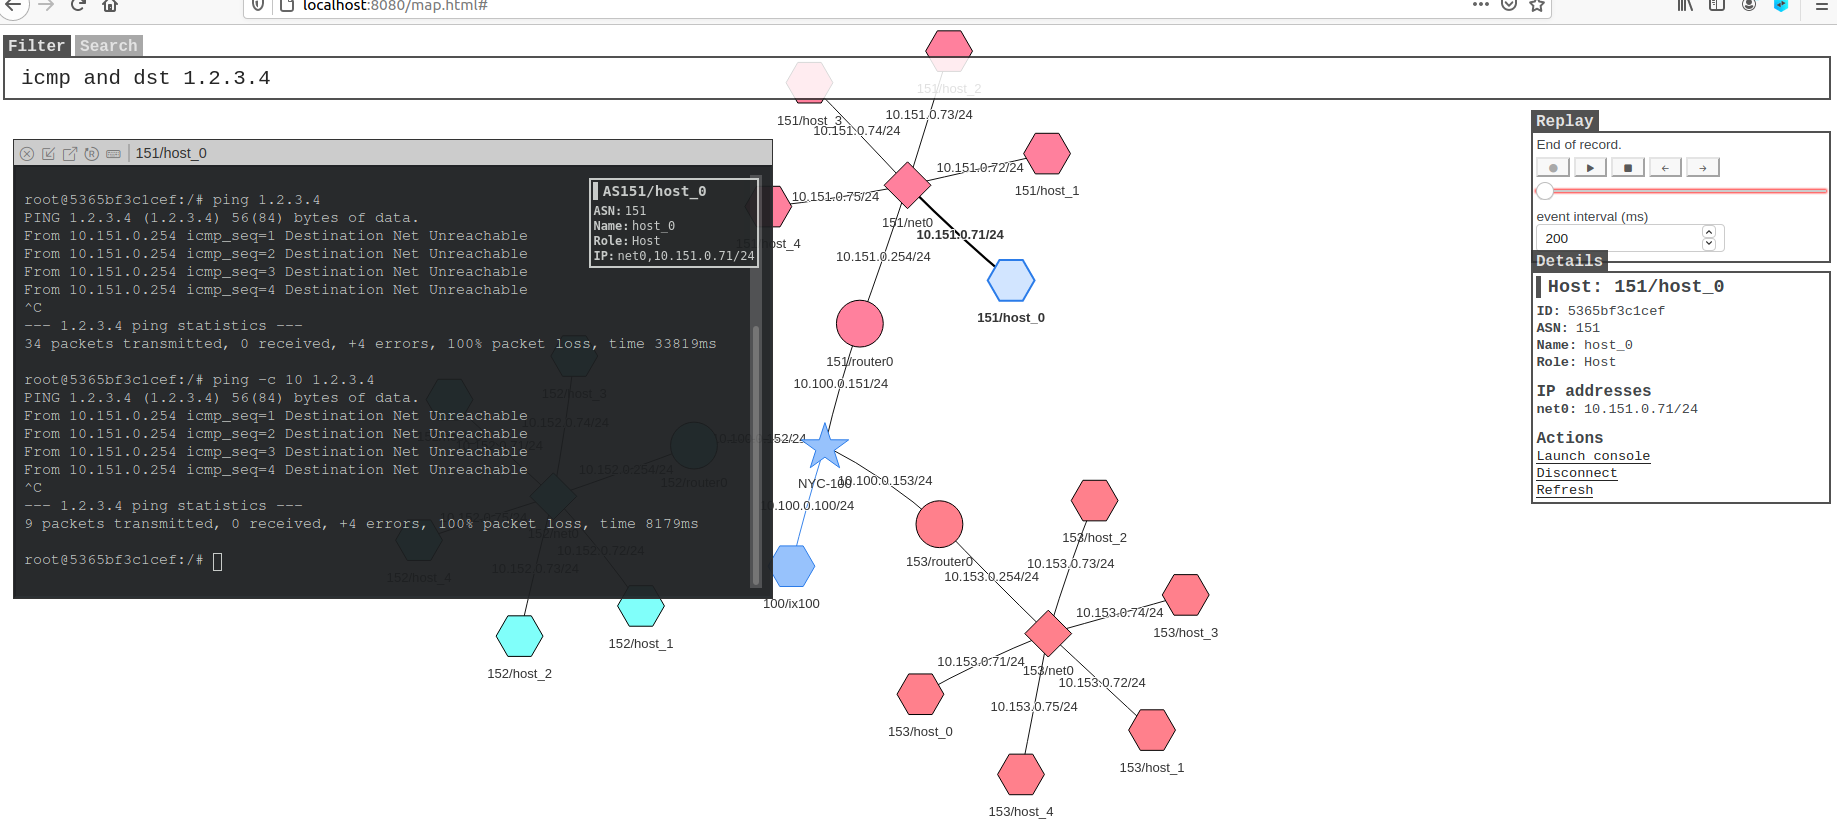 localhost:8080/map.html#
Filter Search
icmp and dst 1.2.3.4
151/host_0
root@5365bf3c1cef:/# ping 1.2.3.4
PING 1.2.3.4 (1.2.3.4) 56(84) bytes of data.
From 10.151.0.254 icmp_seq=1 Destination Net Unreachable
From 10.151.0.254 icmp_seq=2 Destination Net Unreachable
From 10.151.0.254 icmp_seq=3 Destination Net Unreachable
From 10.151.0.254 icmp_seq=4 Destination Net Unreachable
^C
--- 1.2.3.4 ping statistics ---
34 packets transmitted, 0 received, +4 errors, 100% packet loss, time 33819ms
root@5365bf3c1cef:/# ping -c 10 1.2.3.4
PING 1.2.3.4 (1.2.3.4) 56(84) bytes of data.
From 10.151.0.254 icmp_seq=1 Destination Net Unreachable
From 10.151.0.254 icmp_seq=2 Destination Net Unreachable
From 10.151.0.254 icmp_seq=3 Destination Net Unreachable
From 10.151.0.254 icmp_seq=4 Destination Net Unreachable
^C
--- 1.2.3.4 ping statistics ---
9 packets transmitted, 0 received, +4 errors, 100% packet loss, time 8179ms
root@5365bf3c1cef:/#
AS151/host_0
ASN: 151
Name: host_0
Role: Host
IP: net0,10.151.0.71/24
151/host_2
10.151.0.73/24
151/host_3
10.151.0.74/24
10.151.0.72/24
151/host_1
10.151.0.75/24
151/net0
10.151.0.71/24
10.151.0.254/24
151/host_0
151/router0
10.100.0.151/24
152/host_3
10.152.0.74/24
10.100.0.152/24
10.152.0.254/24
152/router0
NYC-100
10.100.0.153/24
10.100.0.100/24
10.152.0.72/24
10.152.0.73/24
152/host_4
100/ix100
152/host_1
152/host_2
153/host_2
153/router0
10.153.0.73/24
10.153.0.254/24
10.153.0.74/24
153/host_3
10.153.0.71/24
153/net0
10.153.0.72/24
10.153.0.75/24
153/host_0
153/host_1
153/host_4
Replay
End of record.
event interval (ms)
200
Details
Host: 151/host_0
ID: 5365bf3c1cef
ASN: 151
Name: host_0
Role: Host
IP addresses
net0: 10.151.0.71/24
Actions
Launch console
Disconnect
Refresh